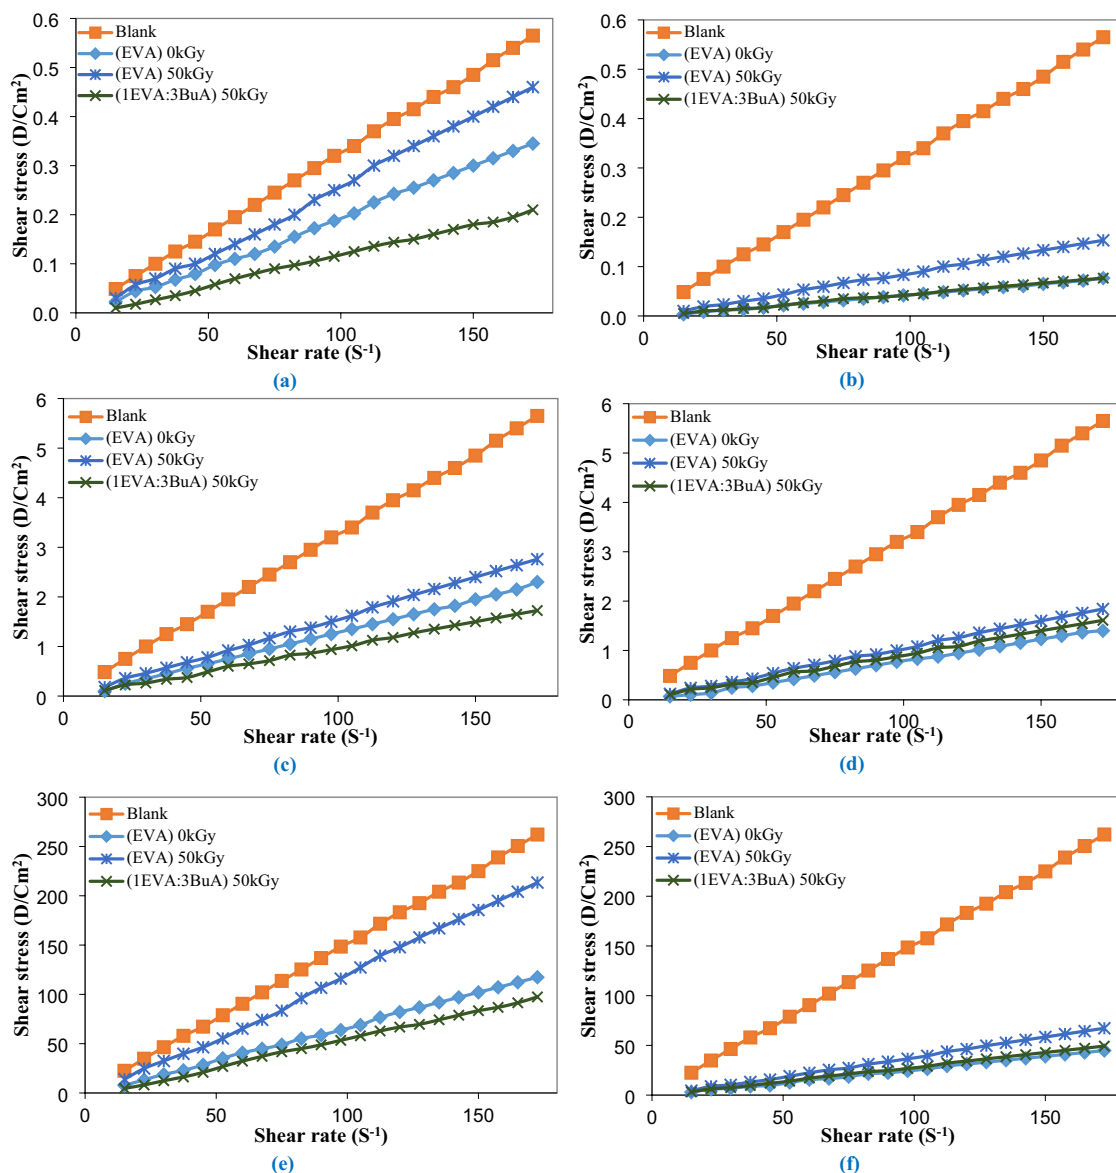 0.6
0.5
0.4
0.3
0.2
0.1
0.0
0 50 100 150
Shear stress (D/Cm²)
Shear rate (S⁻¹)
Blank
(EVA) 0kGy
(EVA) 50kGy
(1EVA:3BuA) 50kGy
(a)
0.6
0.5
0.4
0.3
0.2
0.1
0.0
0 50 100 150
Shear stress (D/Cm²)
Shear rate (S⁻¹)
Blank
(EVA) 0kGy
(EVA) 50kGy
(1EVA:3BuA) 50kGy
(b)
6
5
4
3
2
1
0
0 50 100 150
Shear stress (D/Cm²)
Shear rate (S⁻¹)
Blank
(EVA) 0kGy
(EVA) 50kGy
(1EVA:3BuA) 50kGy
(c)
6
5
4
3
2
1
0
0 50 100 150
Shear stress (D/Cm²)
Shear rate (S⁻¹)
Blank
(EVA) 0kGy
(EVA) 50kGy
(1EVA:3BuA) 50kGy
(d)
300
250
200
150
100
50
0
0 50 100 150
Shear stress (D/Cm²)
Shear rate (S⁻¹)
Blank
(EVA) 0kGy
(EVA) 50kGy
(1EVA:3BuA) 50kGy
(e)
300
250
200
150
100
50
0
0 50 100 150
Shear stress (D/Cm²)
Shear rate (S⁻¹)
Blank
(EVA) 0kGy
(EVA) 50kGy
(1EVA:3BuA) 50kGy
(f)